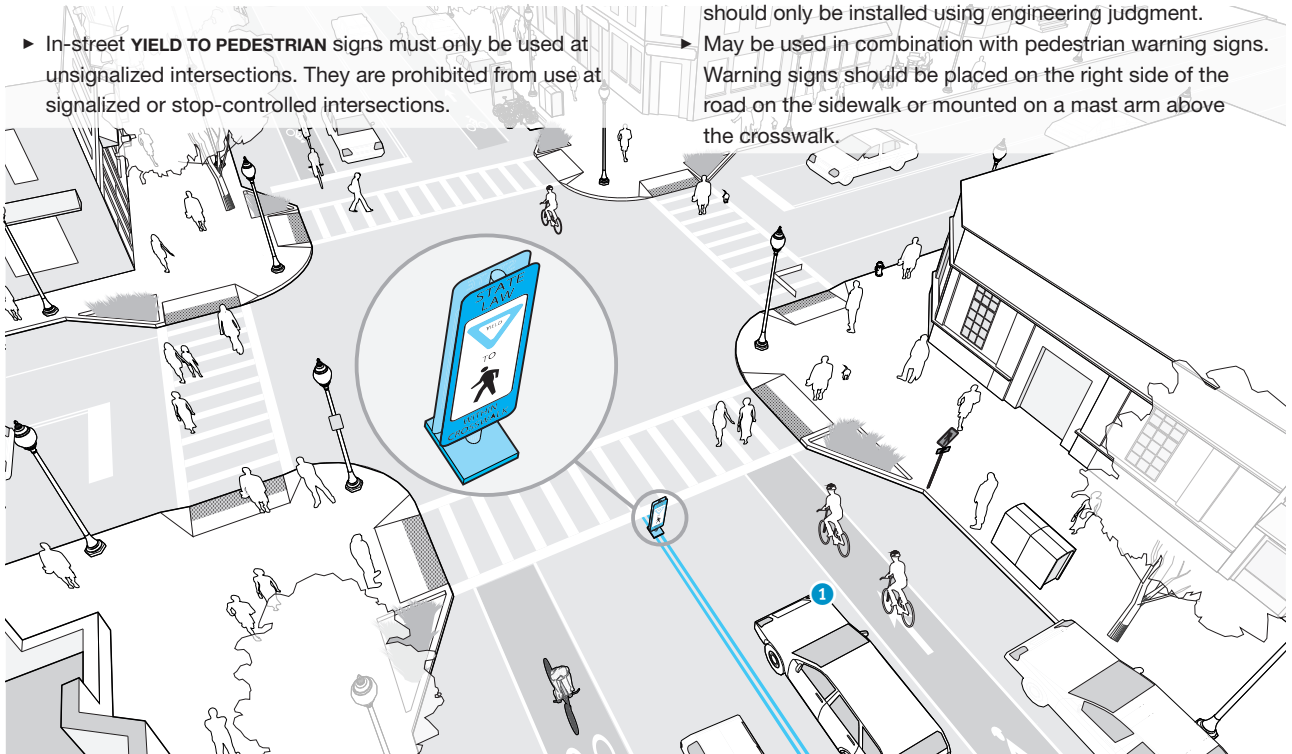 ► In-street YIELD TO PEDESTRIAN signs must only be used at
unsignalized intersections. They are prohibited from use at
signalized or stop-controlled intersections.
should only be installed using engineering judgment.
► May be used in combination with pedestrian warning signs.
Warning signs should be placed on the right side of the
road on the sidewalk or mounted on a mast arm above
the crosswalk.
STATE
LAW
YIELD
TO
WITHIN
CROSSWALK
1